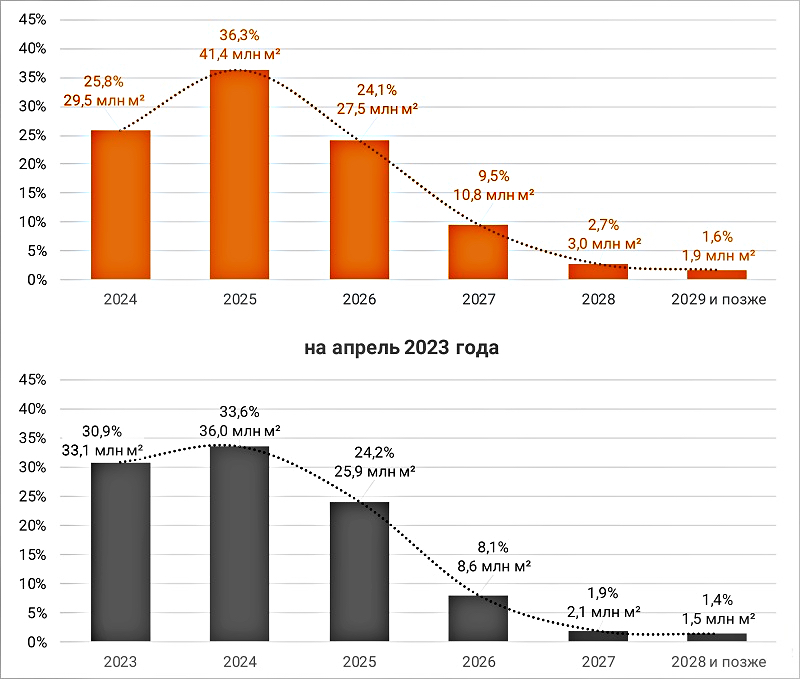 45%
40%
35%
30%
25%
20%
15%
10%
5%
0%
25,8%
29,5 млн м²
36,3%
41,4 млн м²
24,1%
27,5 млн м²
9,5%
10,8 млн м²
2,7%
3,0 млн м²
1,6%
1,9 млн м²
2024
2025
2026
2027
2028
2029 и позже
на апрель 2023 года
45%
40%
35%
30%
25%
20%
15%
10%
5%
0%
30,9%
33,1 млн м²
33,6%
36,0 млн м²
24,2%
25,9 млн м²
8,1%
8,6 млн м²
1,9%
2,1 млн м²
1,4%
1,5 млн м²
2023
2024
2025
2026
2027
2028 и позже